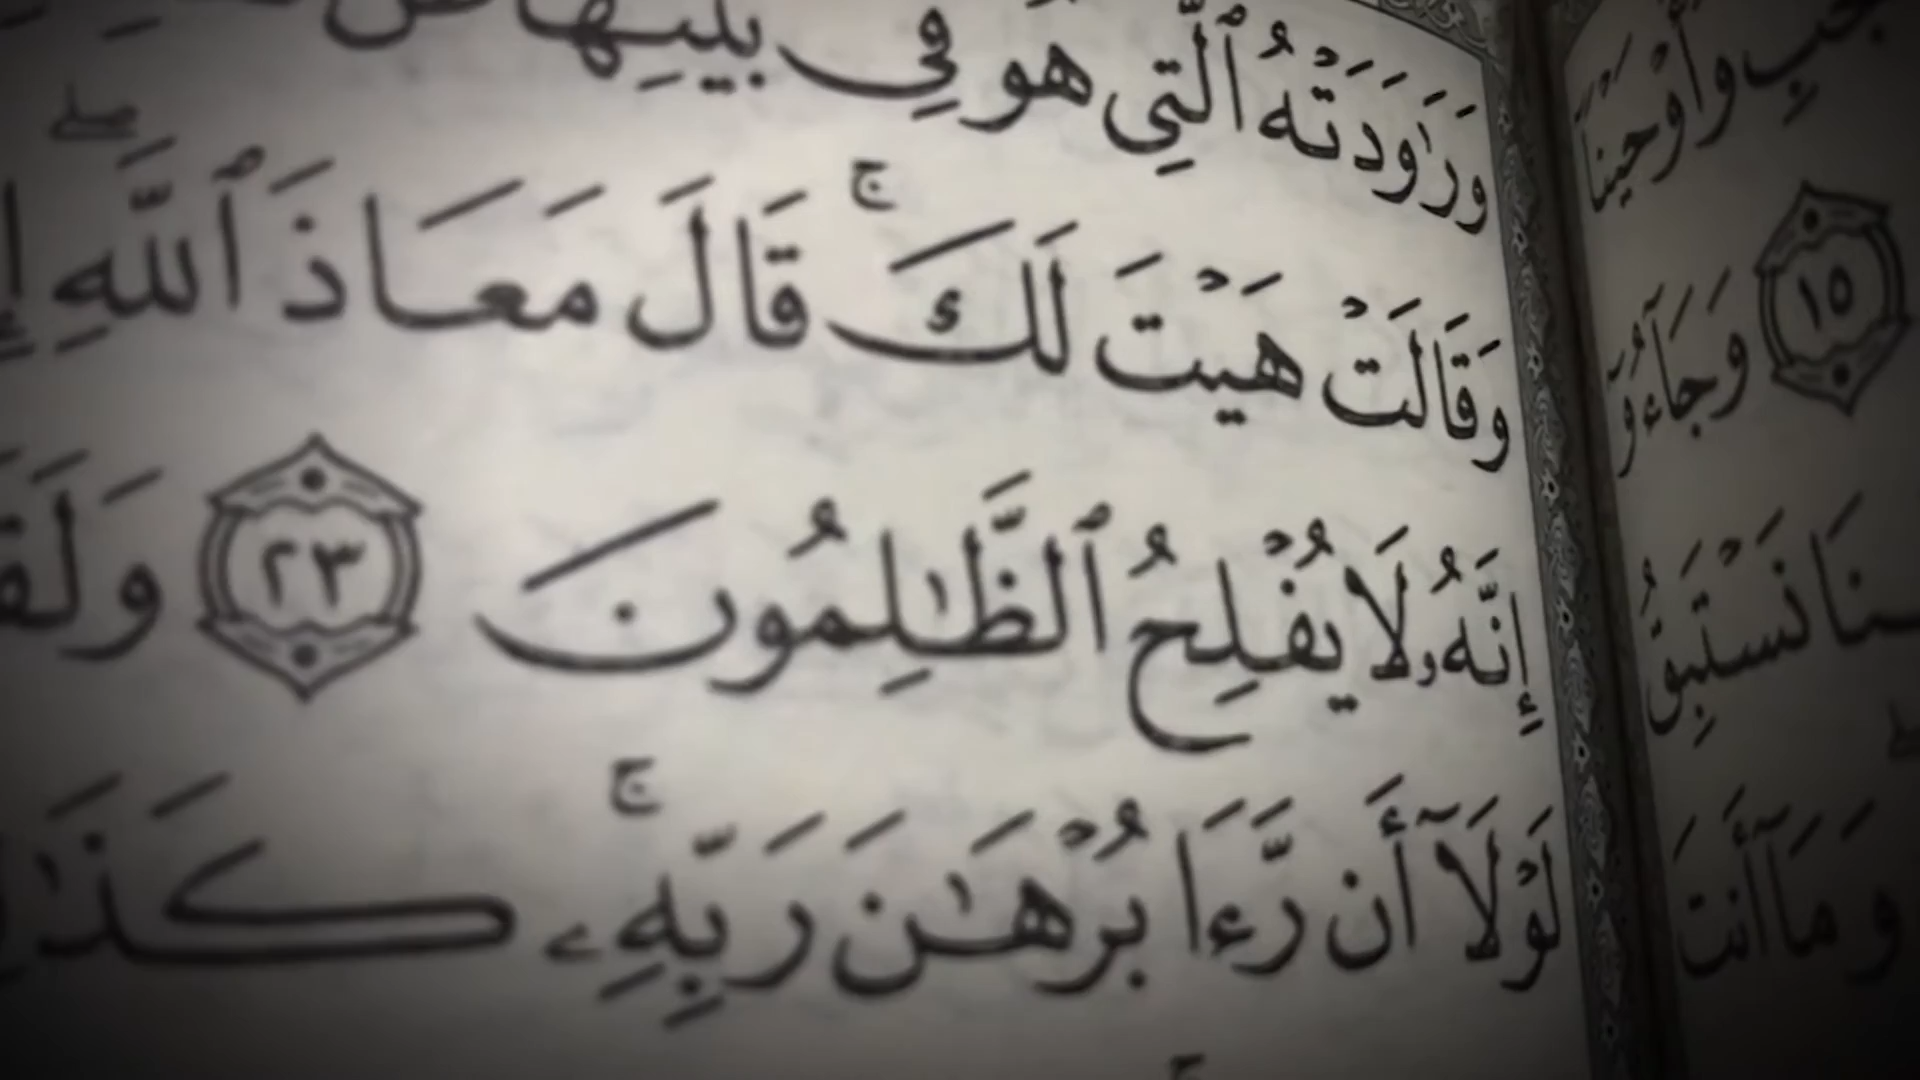 وَرَٰوَدَتْهُ ٱلَّتِى هُوَ فِى بَيْتِهَا
وَقَالَتْ هَيْتَ لَكَ ۚ قَالَ مَعَاذَ ٱللَّهِ ۖ
إِنَّهُۥ لَا يُفْلِحُ ٱلظَّٰلِمُونَ ٢٣
لَوْلَآ أَن رَّءَا بُرْهَٰنَ رَبِّهِۦ ۚ
وَأَوْحَيْنَآ
١٥ وَجَآءُوٓ
نَسْتَبِقُ
وَمَآ أَنتَ